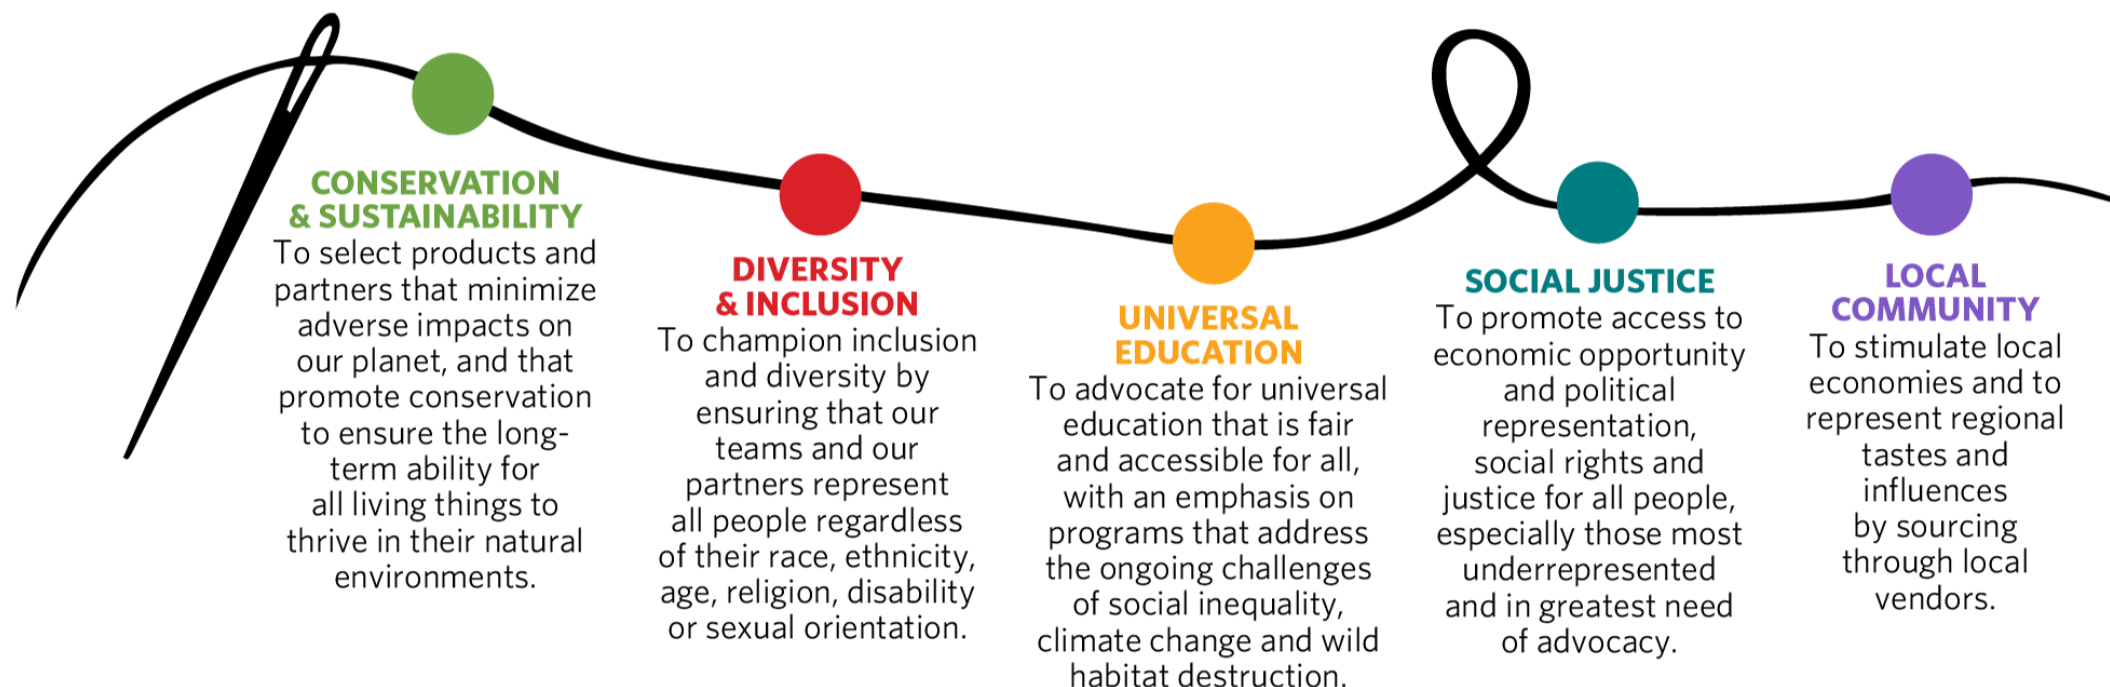 CONSERVATION
& SUSTAINABILITY
To select products and
partners that minimize
adverse impacts on
our planet, and that
promote conservation
to ensure the long-
term ability for
all living things to
thrive in their natural
environments.
DIVERSITY
& INCLUSION
To champion inclusion
and diversity by
ensuring that our
teams and our
partners represent
all people regardless
of their race, ethnicity,
age, religion, disability
or sexual orientation.
UNIVERSAL
EDUCATION
To advocate for universal
education that is fair
and accessible for all,
with an emphasis on
programs that address
the ongoing challenges
of social inequality,
climate change and wild
habitat destruction.
SOCIAL JUSTICE
To promote access to
economic opportunity
and political
representation,
social rights and
justice for all people,
especially those most
underrepresented
and in greatest need
of advocacy.
LOCAL
COMMUNITY
To stimulate local
economies and to
represent regional
tastes and
influences
by sourcing
through local
vendors.